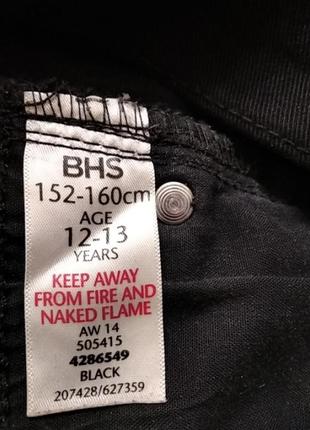 BHS
152-160cm
AGE
12-13
YEARS
KEEP AWAY
FROM FIRE AND
NAKED FLAME
AW 14
505415
4286549
BLACK
207428/627359